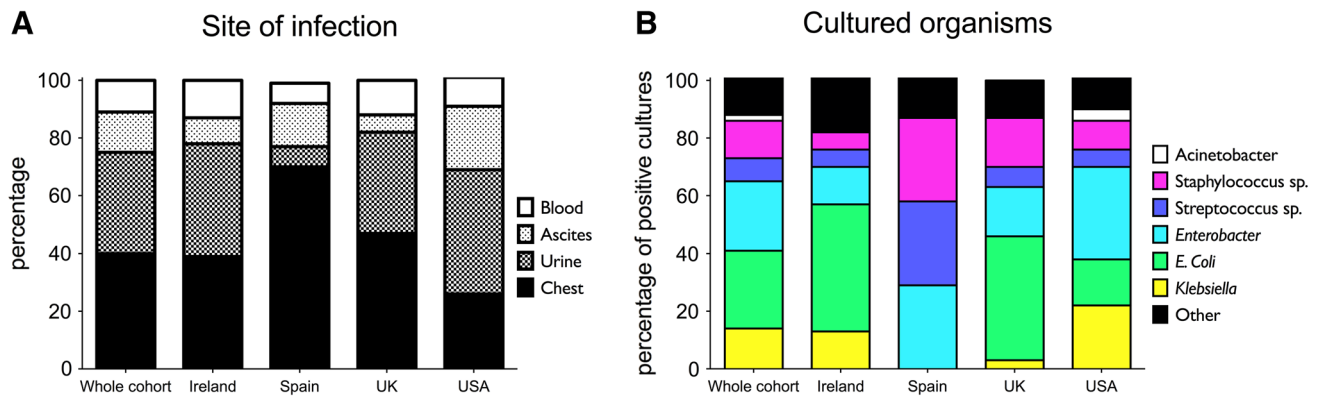 A
Site of infection
percentage
100
80
60
40
20
0
Whole cohort
Ireland
Spain
UK
USA
Blood
Ascites
Urine
Chest
B
Cultured organisms
percentage of positive cultures
100
80
60
40
20
0
Whole cohort
Ireland
Spain
UK
USA
Acinetobacter
Staphylococcus sp.
Streptococcus sp.
Enterobacter
E. Coli
Klebsiella
Other